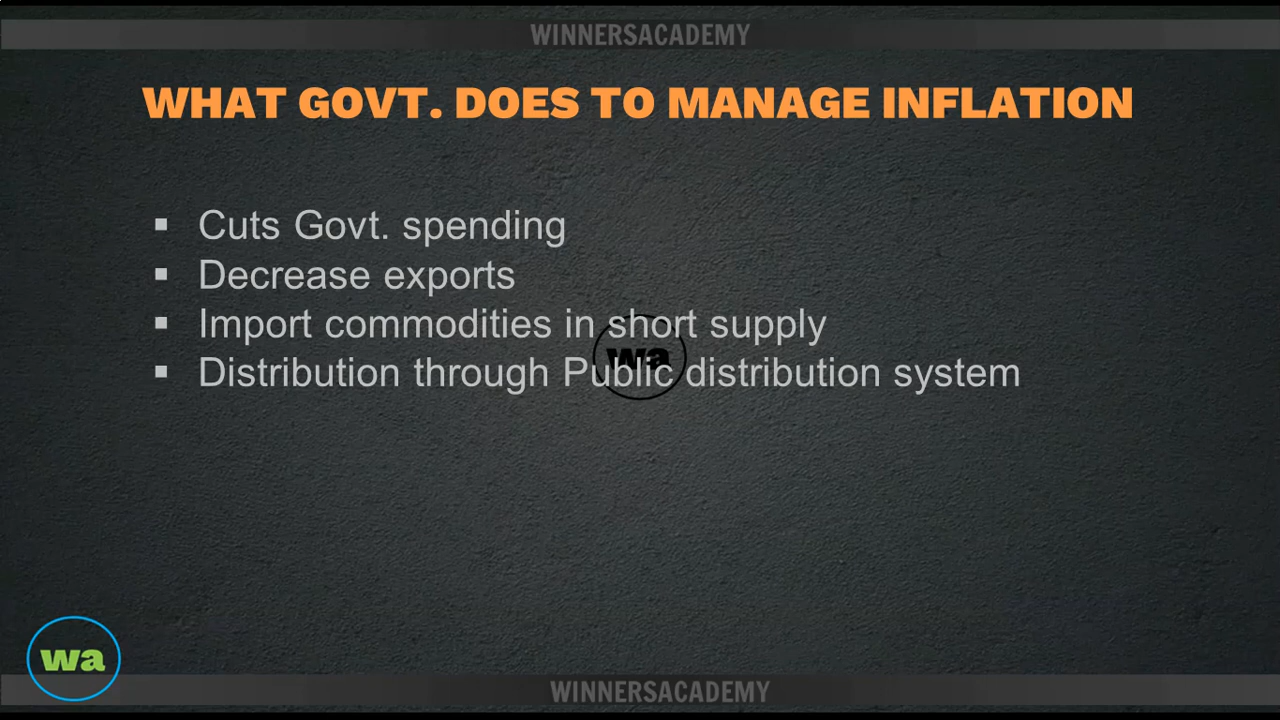 WINNERSACADEMY
WHAT GOVT. DOES TO MANAGE INFLATION
▪ Cuts Govt. spending
▪ Decrease exports
▪ Import commodities in short supply
▪ Distribution through Public distribution system
wa
wa
WINNERSACADEMY